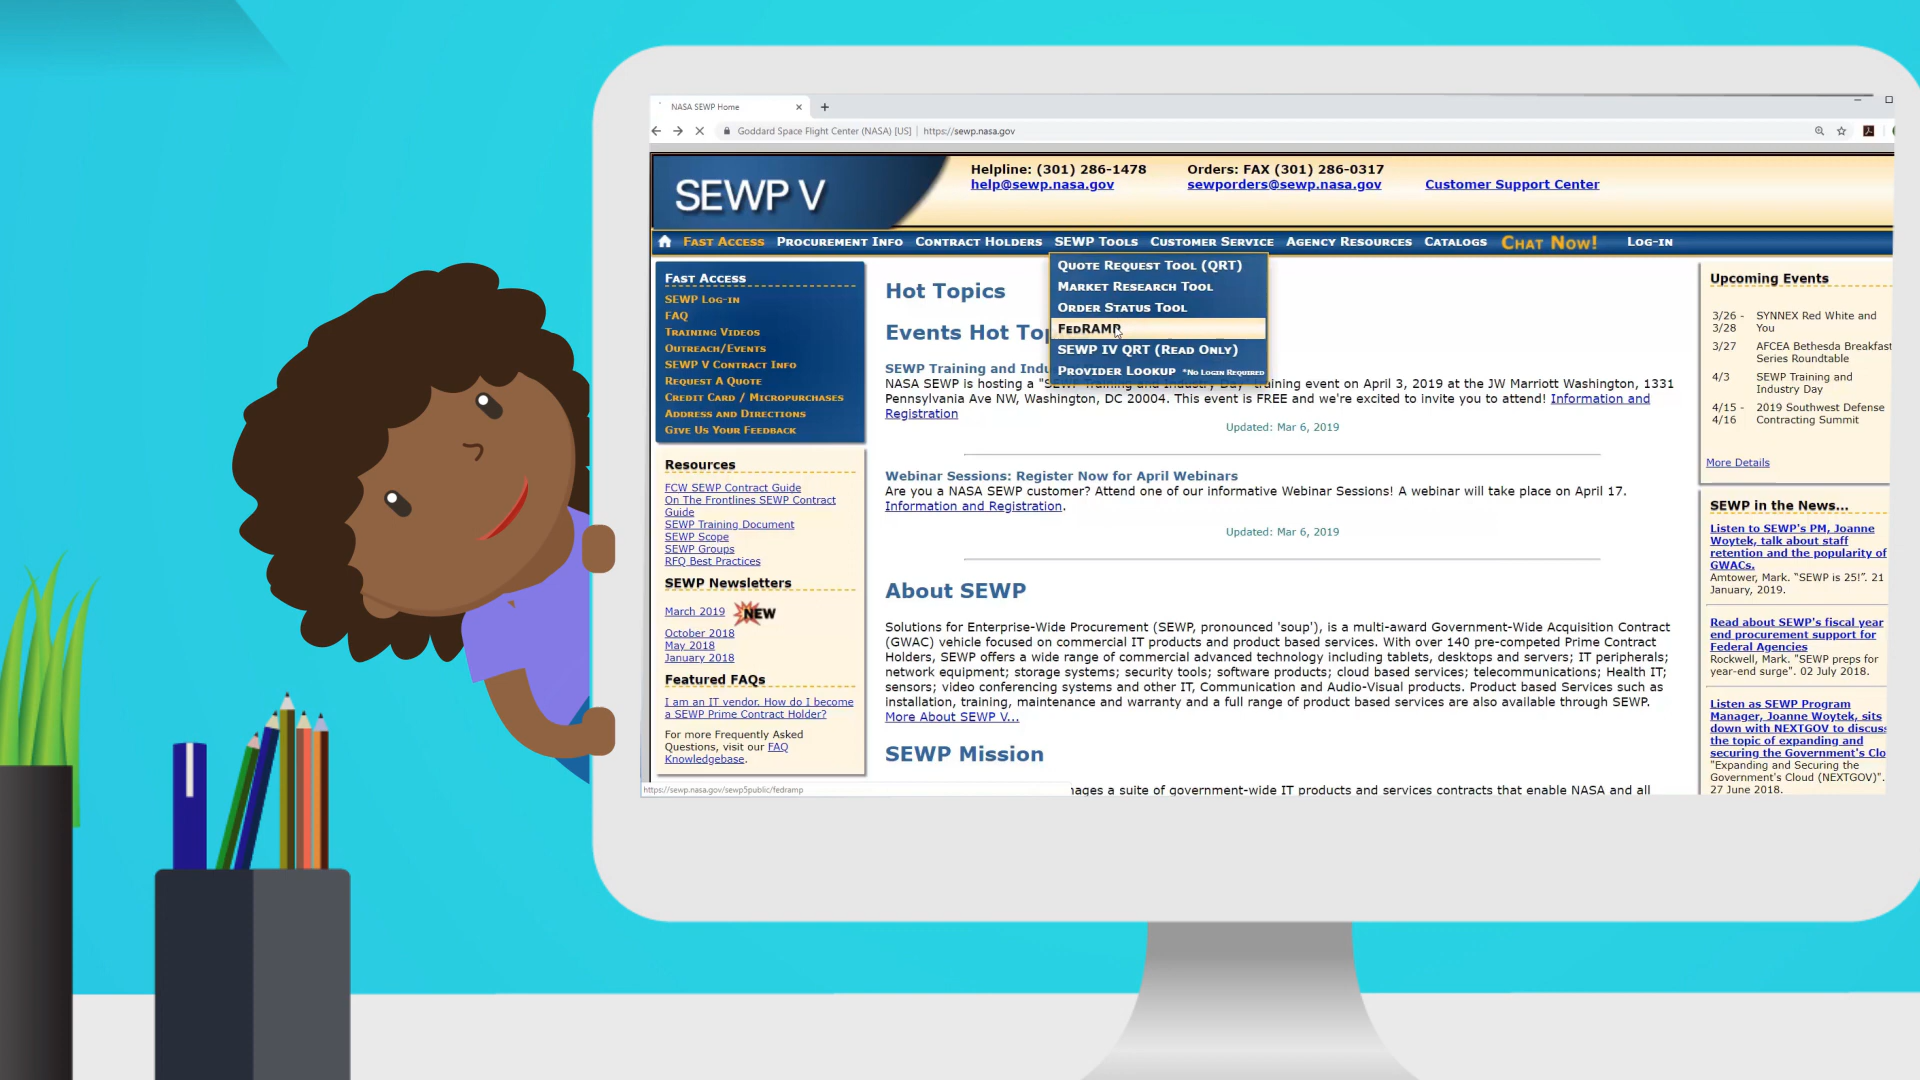 NASA SEWP Home
Goddard Space Flight Center (NASA) [US] | https://sewp.nasa.gov
SEWP V
Helpline: (301) 286-1478
help@sewp.nasa.gov
Orders: FAX (301) 286-0317
sewporders@sewp.nasa.gov
Customer Support Center
Fast Access Procurement Info Contract Holders SEWP Tools Customer Service Agency Resources Catalogs Chat Now! Log-in
Quote Request Tool (QRT)
Market Research Tool
Order Status Tool
FedRAMP
SEWP IV QRT (Read Only)
Provider Lookup *No Login Required
Fast Access
SEWP Log-in
FAQ
Training Videos
Outreach/Events
SEWP V Contract Info
Request A Quote
Credit Card / Micropurchases
Address and Directions
Give Us Your Feedback
Resources
FCW SEWP Contract Guide
On The Frontlines SEWP Contract
Guide
SEWP Training Document
SEWP Scope
SEWP Groups
RFQ Best Practices
SEWP Newsletters
March 2019 NEW
October 2018
May 2018
January 2018
Featured FAQs
I am an IT vendor. How do I become
a SEWP Prime Contract Holder?
For more Frequently Asked
Questions, visit our FAQ
Knowledgebase.
https://sewp.nasa.gov/sewp5public/fedramp
Hot Topics
Events Hot Top
SEWP Training and Indu
NASA SEWP is hosting a "SEWP Training and Industry Day" training event on April 3, 2019 at the JW Marriott Washington, 1331
Pennsylvania Ave NW, Washington, DC 20004. This event is FREE and we're excited to invite you to attend! Information and
Registration
Updated: Mar 6, 2019
Webinar Sessions: Register Now for April Webinars
Are you a NASA SEWP customer? Attend one of our informative Webinar Sessions! A webinar will take place on April 17.
Information and Registration.
Updated: Mar 6, 2019
About SEWP
Solutions for Enterprise-Wide Procurement (SEWP, pronounced 'soup'), is a multi-award Government-Wide Acquisition Contract
(GWAC) vehicle focused on commercial IT products and product based services. With over 140 pre-competed Prime Contract
Holders, SEWP offers a wide range of commercial advanced technology including tablets, desktops and servers; IT peripherals;
network equipment; storage systems; security tools; software products; cloud based services; telecommunications; Health IT;
sensors; video conferencing systems and other IT, Communication and Audio-Visual products. Product based Services such as
installation, training, maintenance and warranty and a full range of product based services are also available through SEWP.
More About SEWP V...
SEWP Mission
nages a suite of government-wide IT products and services contracts that enable NASA and all
Upcoming Events
3/26 - 3/28 SYNNEX Red White and
You
3/27 AFCEA Bethesda Breakfast
Series Roundtable
4/3 SEWP Training and
Industry Day
4/15 - 4/16 2019 Southwest Defense
Contracting Summit
More Details
SEWP in the News...
Listen to SEWP's PM, Joanne
Woytek, talk about staff
retention and the popularity of
GWACs.
Amtower, Mark. "SEWP is 25!". 21
January, 2019.
Read about SEWP's fiscal year
end procurement support for
Federal Agencies
Rockwell, Mark. "SEWP preps for
year-end surge". 02 July 2018.
Listen as SEWP Program
Manager, Joanne Woytek, sits
down with NEXTGOV to discuss
the topic of expanding and
securing the Government's Clo
"Expanding and Securing the
Government's Cloud (NEXTGOV)".
27 June 2018.